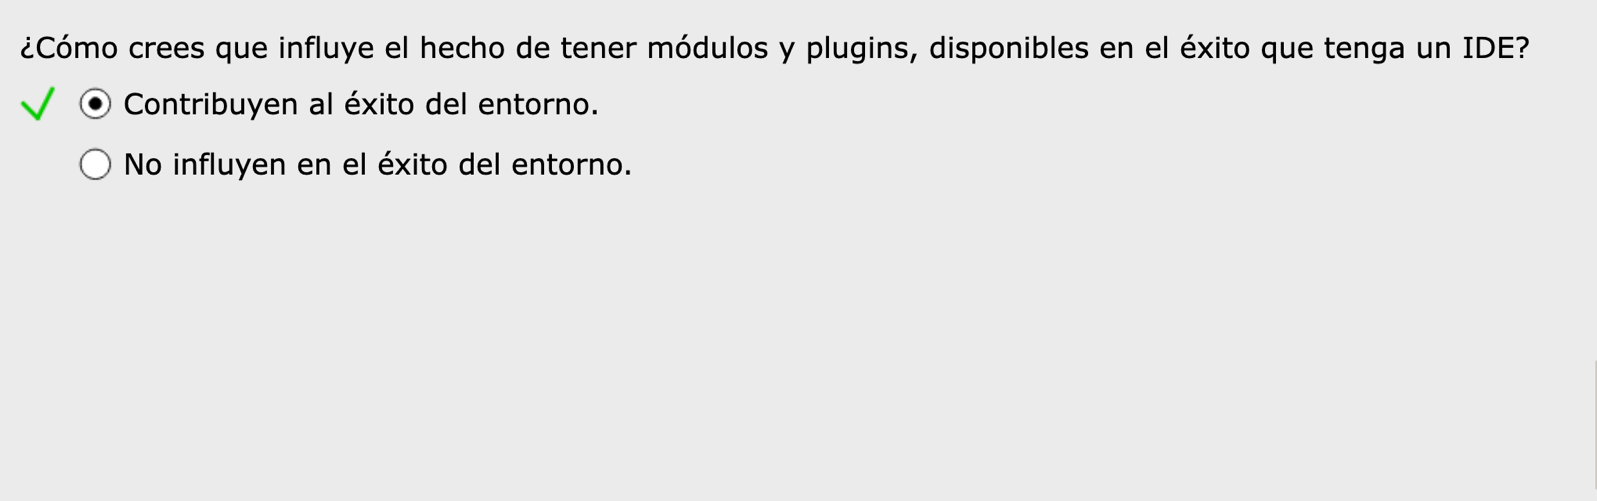 ¿Cómo crees que influye el hecho de tener módulos y plugins, disponibles en el éxito que tenga un IDE?
Contribuyen al éxito del entorno.
No influyen en el éxito del entorno.